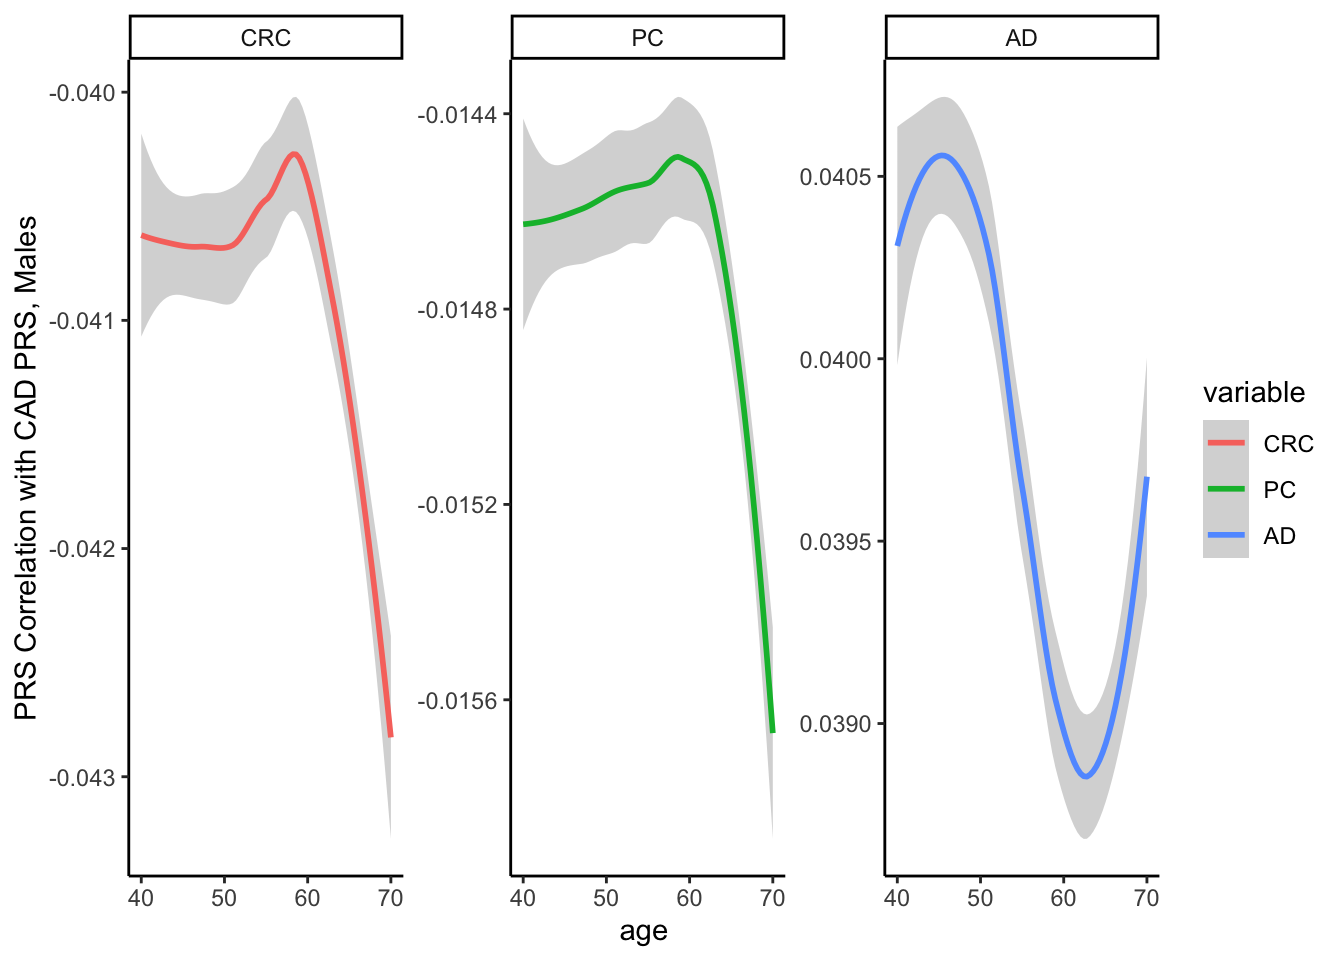 CRC
PC
AD
PRS Correlation with CAD PRS, Males
-0.040
-0.041
-0.042
-0.043
-0.0144
-0.0148
-0.0152
-0.0156
0.0405
0.0400
0.0395
0.0390
40 50 60 70
40 50 60 70
40 50 60 70
age
variable
CRC
PC
AD